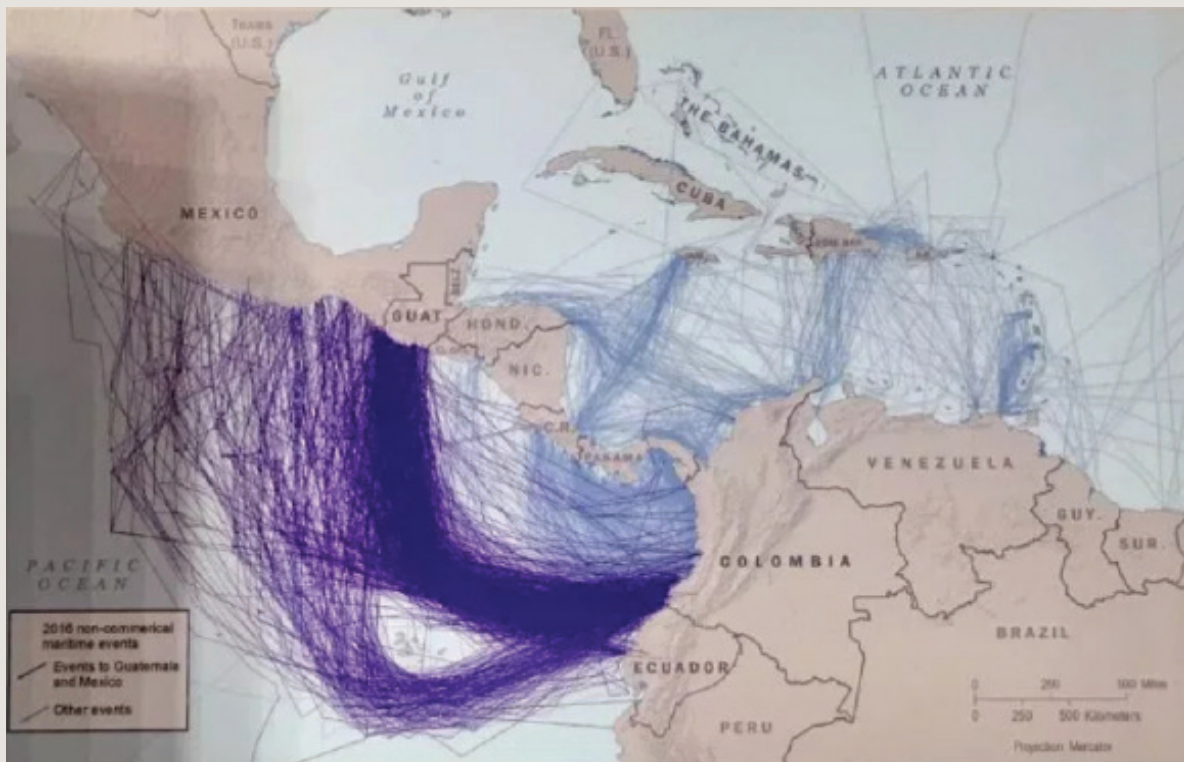 TEXAS
(U.S.)
FL.
(U.S.)
Gulf
of
Mexico
ATLANTIC
OCEAN
THE BAHAMAS
CUBA
MEXICO
DOM. REP.
GUAT.
HOND.
NIC.
C.R.
PANAMA
VENEZUELA
GUY.
SUR.
COLOMBIA
PACIFIC
OCEAN
BRAZIL
ECUADOR
PERU
2016 non-commerical
maritime events
Events to Guatemala
and Mexico
Other events
0 250 500 Miles
0 250 500 Kilometers
Projection Mercator